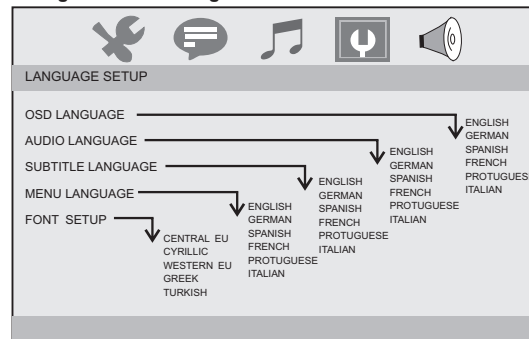 LANGUAGE SETUP
OSD LANGUAGE
ENGLISH
GERMAN
SPANISH
FRENCH
PROTUGUES
ITALIAN
AUDIO LANGUAGE
ENGLISH
GERMAN
SPANISH
FRENCH
PROTUGUESE
ITALIAN
SUBTITLE LANGUAGE
ENGLISH
GERMAN
SPANISH
FRENCH
PROTUGUESE
ITALIAN
MENU LANGUAGE
ENGLISH
GERMAN
SPANISH
FRENCH
PROTUGUESE
ITALIAN
FONT SETUP
CENTRAL EU
CYRILLIC
WESTERN EU
GREEK
TURKISH